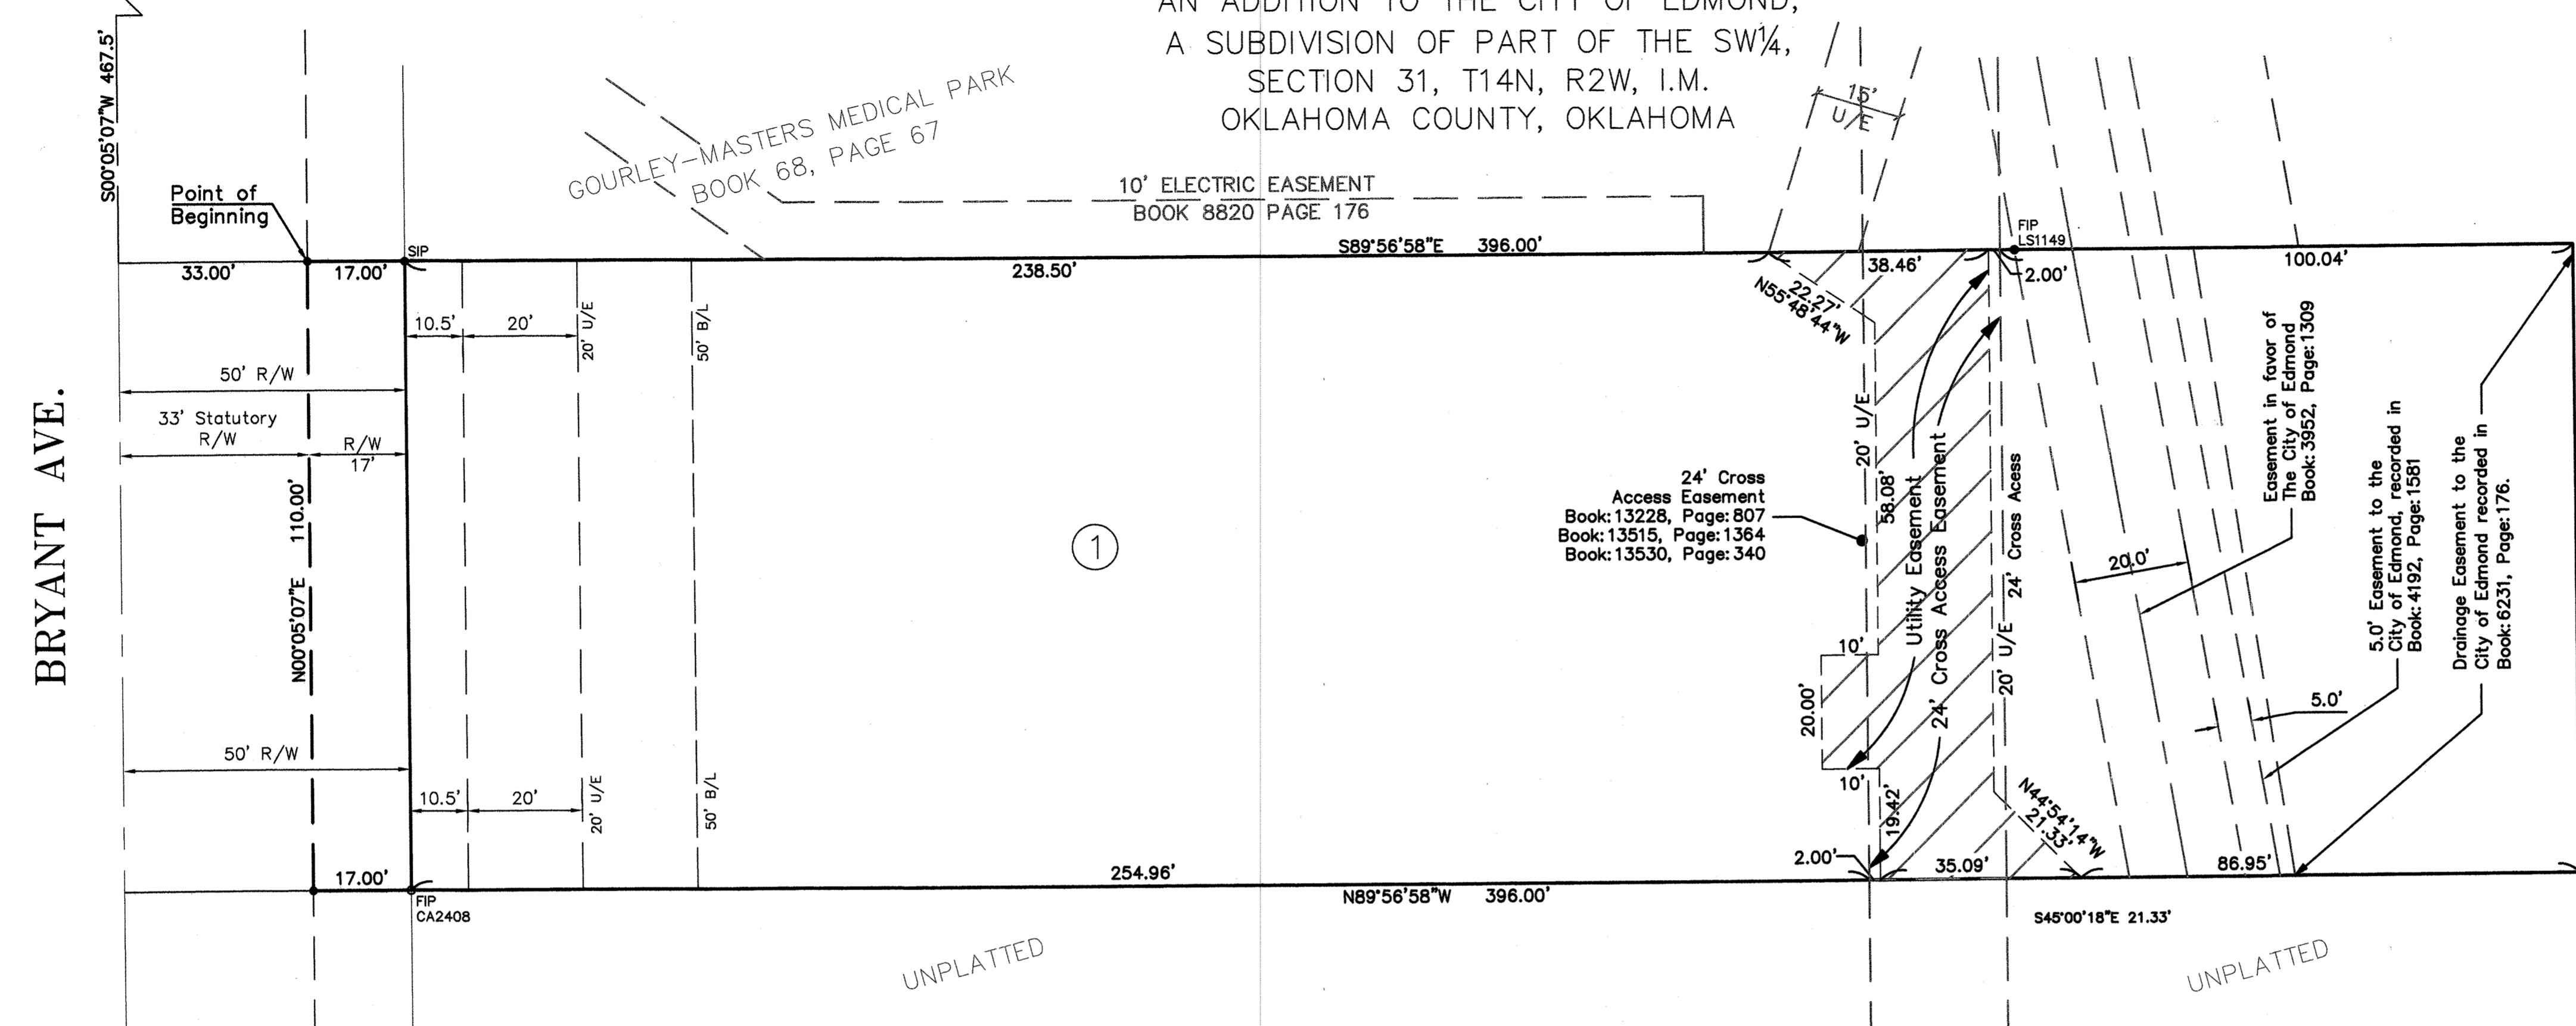 AN ADDITION TO THE CITY OF EDMOND,
A SUBDIVISION OF PART OF THE SW¼,
SECTION 31, T14N, R2W, I.M.
OKLAHOMA COUNTY, OKLAHOMA
S00°05'07"W 467.5'
GOURLEY-MASTERS MEDICAL PARK
BOOK 68, PAGE 67
15'
U/E
10' ELECTRIC EASEMENT
BOOK 8820 PAGE 176
Point of
Beginning
SIP
S89°56'58"E 396.00'
FIP
LS1149
33.00'
17.00'
238.50'
38.46'
2.00'
100.04'
22.27'
N55°48'44"W
10.5'
20'
20' U/E
50' B/L
50' R/W
33' Statutory
R/W
R/W
17'
BRYANT AVE.
N00°05'07"E 110.00'
1
24' Cross
Access Easement
Book:13228, Page:807
Book:13515, Page:1364
Book:13530, Page:340
20' U/E
58.08'
Utility Easement
24' Cross Access Easement
24' Cross Acess
20' U/E
20.0'
Easement in favor of
The City of Edmond
Book:3952, Page:1309
5.0' Easement to the
City of Edmond, recorded in
Book:4192, Page:1581
Drainage Easement to the
City of Edmond recorded in
Book:6231, Page:176.
10'
20.00'
10'
5.0'
50' R/W
10.5'
20'
20' U/E
50' B/L
19.42'
N44°54'14"W
21.33'
17.00'
254.96'
2.00'
35.09'
86.95'
FIP
CA2408
N89°56'58"W 396.00'
S45°00'18"E 21.33'
UNPLATTED
UNPLATTED